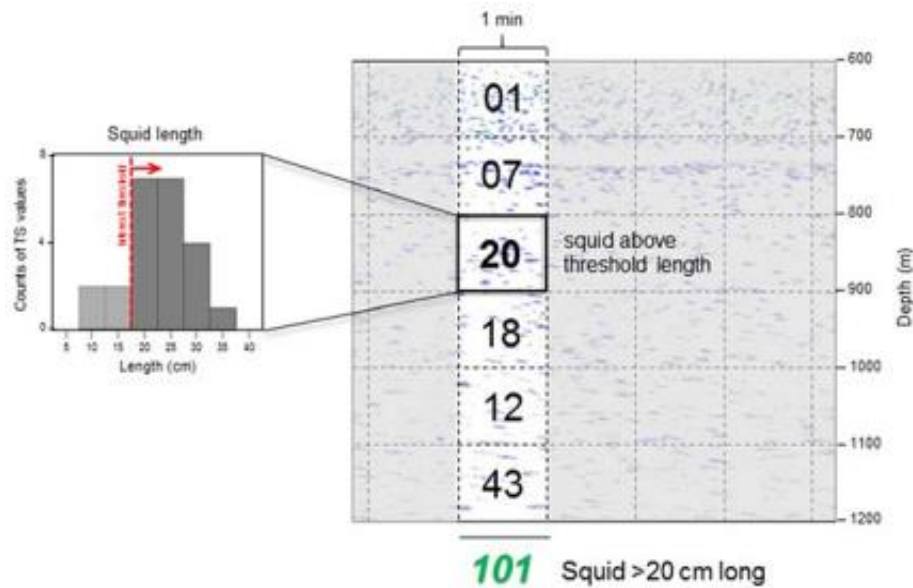 1 min
600
01
700
07
800
20
squid above
threshold length
900
18
1000
12
1100
43
1200
Depth (m)
101 Squid >20 cm long
Squid length
8
4
0
Counts of TS values
threshold
5 10 15 20 25 30 35 40
Length (cm)